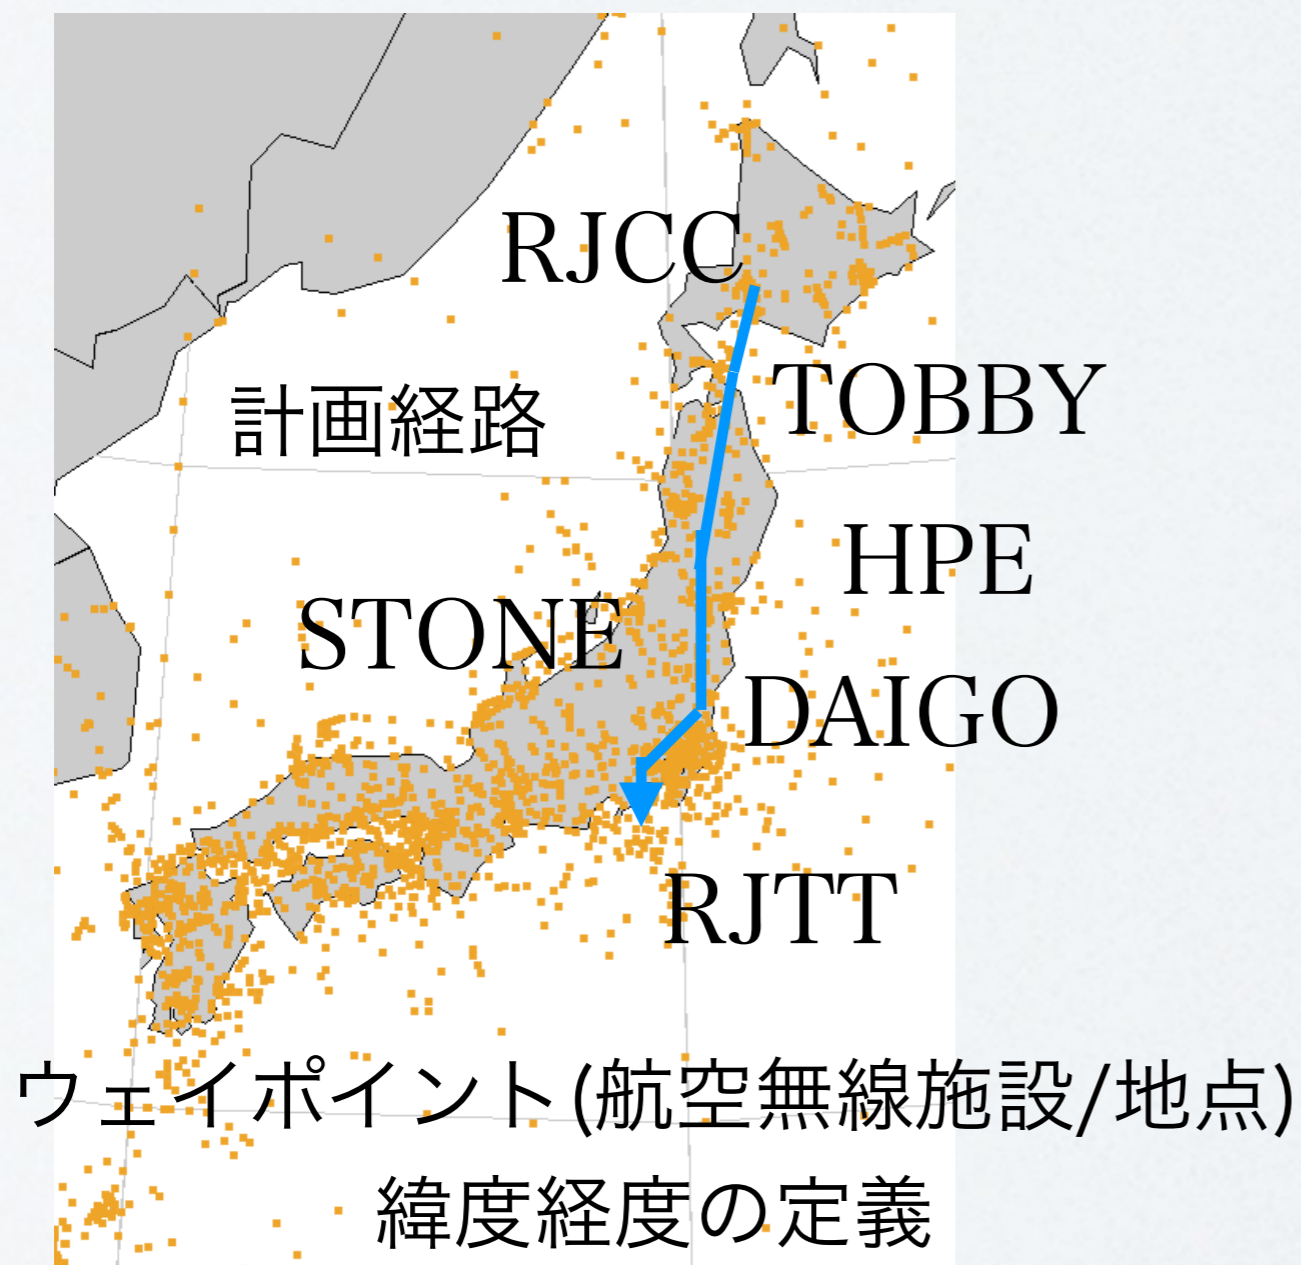 RJCC
TOBBY
計画経路
HPE
STONE
DAIGO
RJTT
ウェイポイント(航空無線施設/地点)
緯度経度の定義